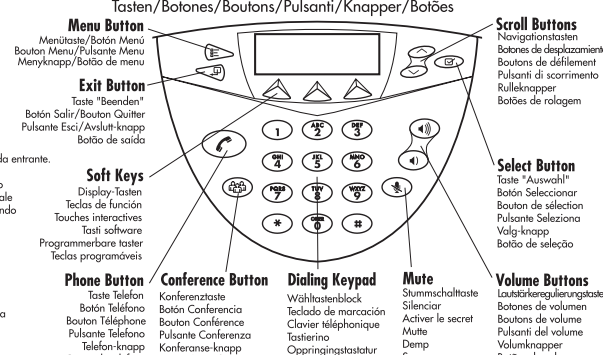 Tasten/Botones/Boutons/Pulsanti/Knapper/Botões
Menu Button
Menütaste/Botón Menú
Bouton Menu/Pulsante Menu
Menyknapp/Botão de menu
Exit Button
Taste "Beenden"
Botón Salir/Bouton Quitter
Pulsante Esci/Avslutt-knapp
Botão de saída
da entrante.
ale
ndo
Soft Keys
Display-Tasten
Teclas de función
Touches interactives
Tasti software
Programmerbare taster
Teclas programáveis
Scroll Buttons
Navigationstasten
Botones de desplazamiento
Boutons de défilement
Pulsanti di scorrimento
Rulleknapper
Botões de rolagem
Select Button
Taste "Auswahl"
Botón Seleccionar
Bouton de sélection
Pulsante Seleziona
Valg-knapp
Botão de seleção
1
ABC
2
DEF
3
GHI
4
JKL
5
MNO
6
PQRS
7
TUV
8
WXYZ
9
*
OPER
0
#
Phone Button
Taste Telefon
Botón Teléfono
Bouton Téléphone
Pulsante Telefono
Telefon-knapp
Conference Button
Konferenztaste
Botón Conferencia
Bouton Conférence
Pulsante Conferenza
Konferanse-knapp
Dialing Keypad
Wähltastenblock
Teclado de marcación
Clavier téléphonique
Tastierino
Oppringingstastatur
Mute
Stummschalttaste
Silenciar
Activer le secret
Mutte
Demp
Volume Buttons
Lautstärkeregulierungstaste
Botones de volumen
Boutons de volume
Pulsanti del volume
Volumknapper